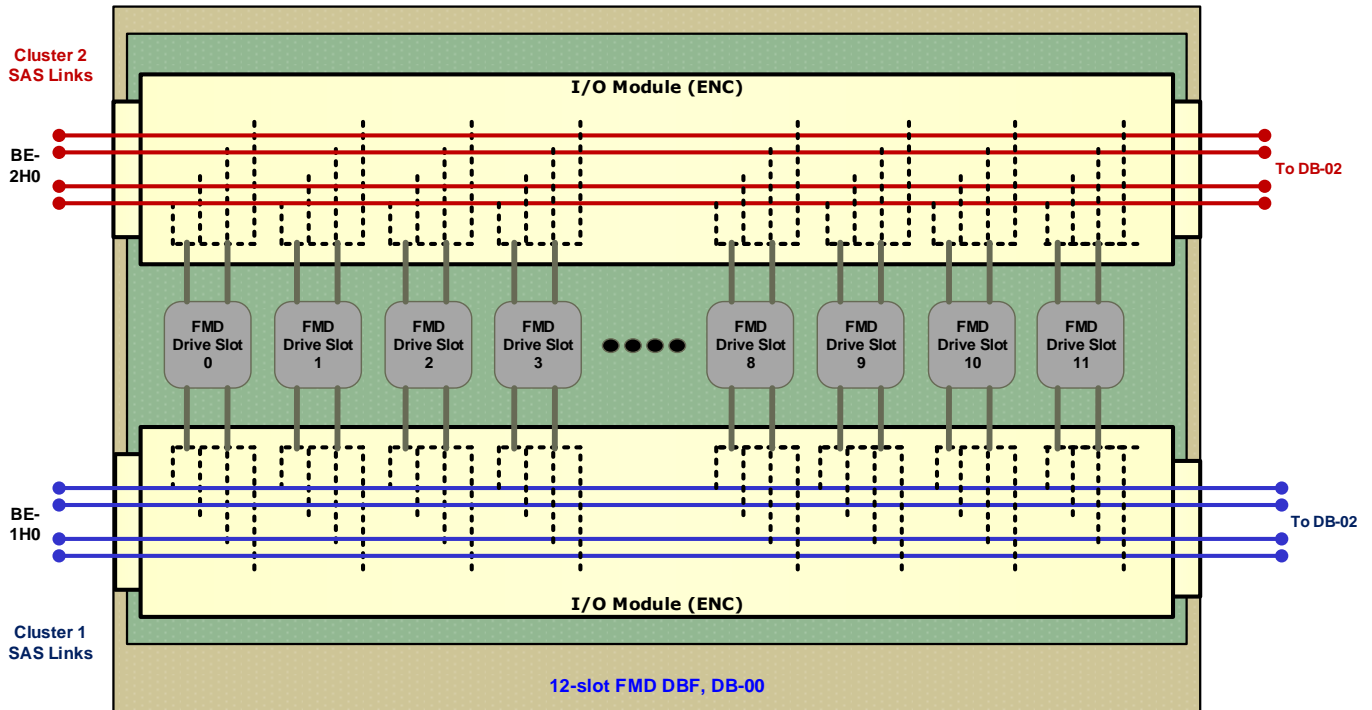 Cluster 2
SAS Links
I/O Module (ENC)
BE-
2H0
To DB-02
FMD
Drive Slot
0
FMD
Drive Slot
1
FMD
Drive Slot
2
FMD
Drive Slot
3
FMD
Drive Slot
8
FMD
Drive Slot
9
FMD
Drive Slot
10
FMD
Drive Slot
11
BE-
1H0
To DB-02
I/O Module (ENC)
Cluster 1
SAS Links
12-slot FMD DBF, DB-00